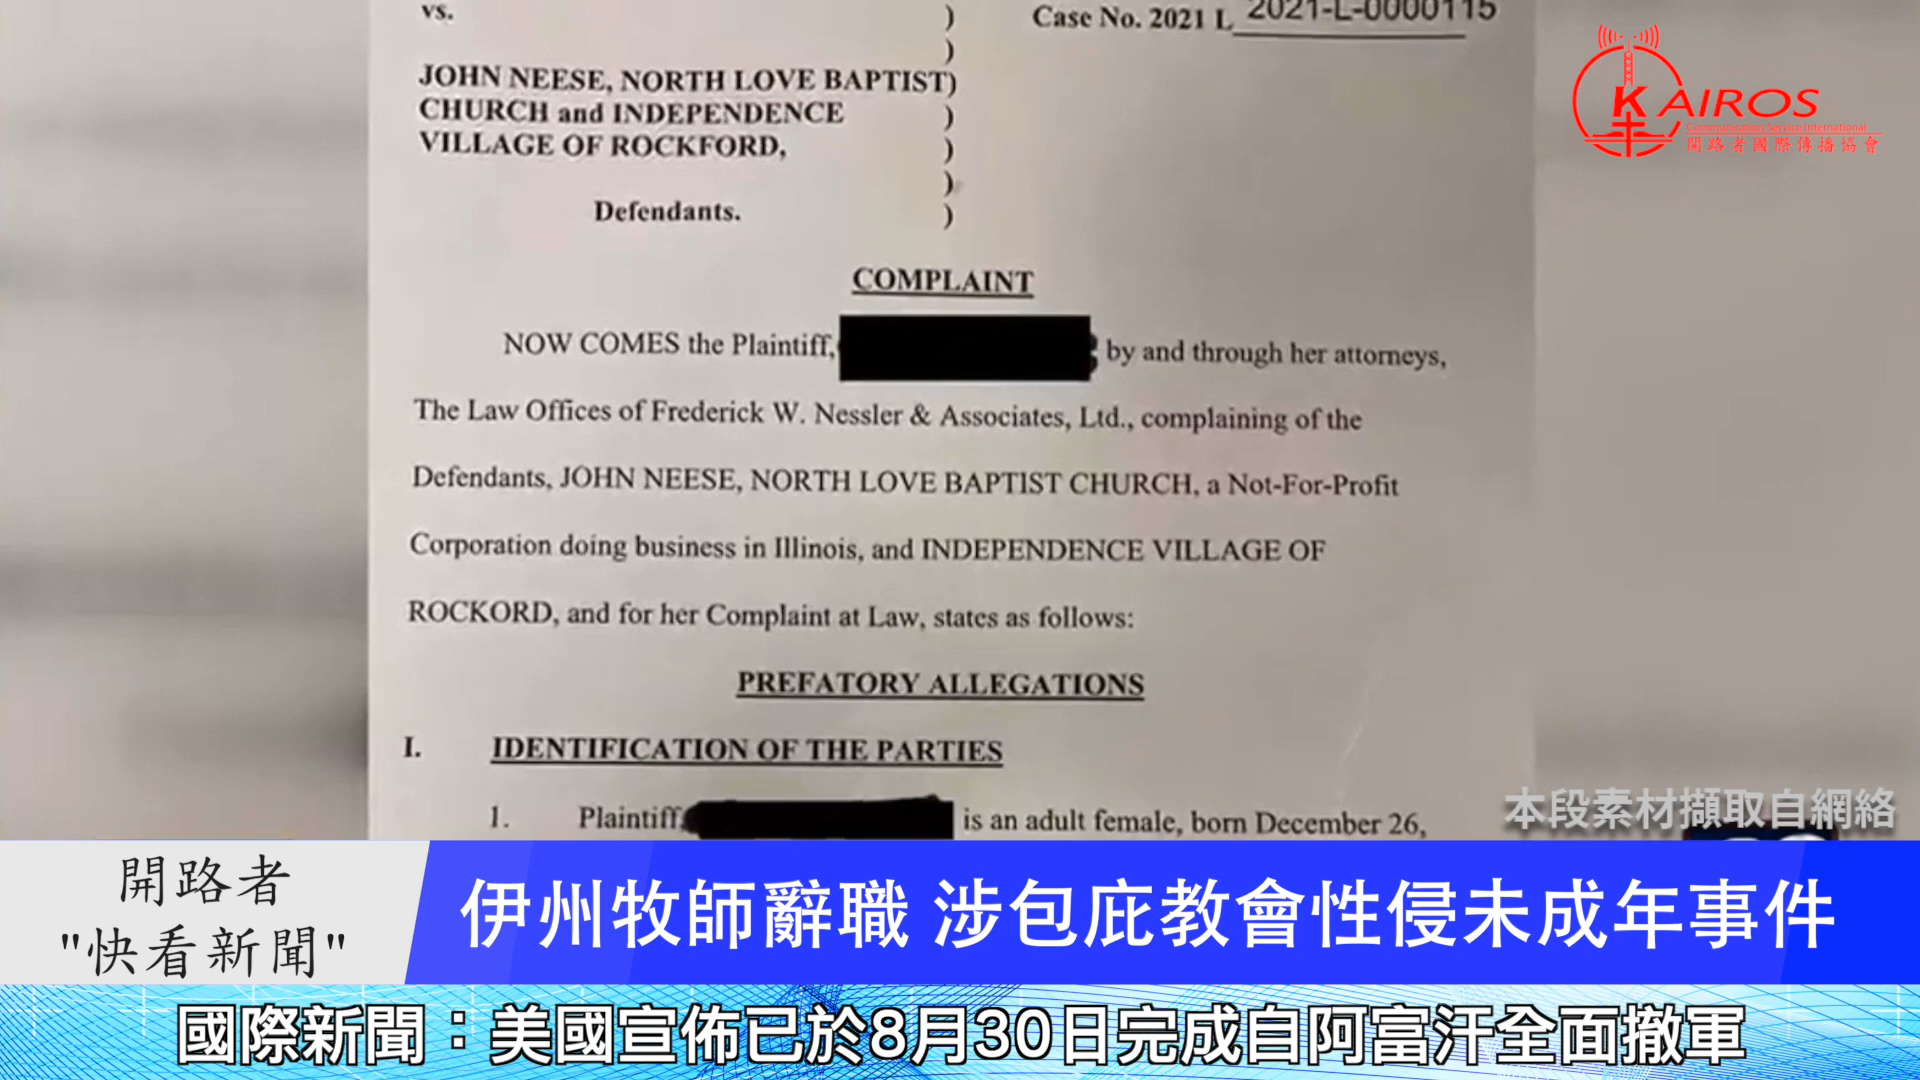 vs.
)
Case No. 2021 L 2021-L-0000115
)
JOHN NEESE, NORTH LOVE BAPTIST)
CHURCH and INDEPENDENCE )
VILLAGE OF ROCKFORD, )
)
Defendants. )
COMPLAINT
NOW COMES the Plaintiff, by and through her attorneys,
The Law Offices of Frederick W. Nessler & Associates, Ltd., complaining of the
Defendants, JOHN NEESE, NORTH LOVE BAPTIST CHURCH, a Not-For-Profit
Corporation doing business in Illinois, and INDEPENDENCE VILLAGE OF
ROCKORD, and for her Complaint at Law, states as follows:
PREFATORY ALLEGATIONS
I. IDENTIFICATION OF THE PARTIES
1. Plaintiff, is an adult female, born December 26,
KAIROS
Communication Service International
開路者國際傳播協會
本段素材擷取自網絡
開路者
"快看新聞"
伊州牧師辭職 涉包庇教會性侵未成年事件
國際新聞：美國宣佈已於8月30日完成自阿富汗全面撤軍